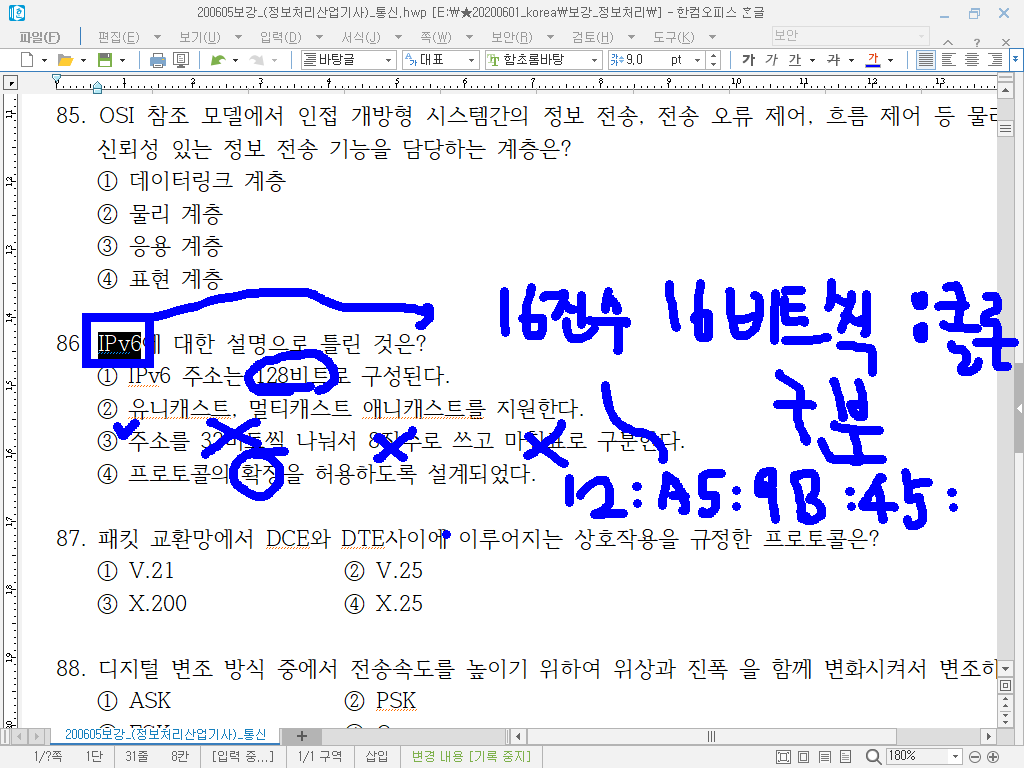 200605보강_(정보처리산업기사)_통신.hwp [E:\★20200601_korea\보강_정보처리\] - 한컴오피스 한글
파일(F) 편집(E) 보기(U) 입력(D) 서식(J) 쪽(W) 보안(R) 검토(H) 도구(K) 보안
바탕글 대표 함초롬바탕 9.0 pt 가 가 가 가 가
1 2 3 4 5 6 7 8 9 10 11 12 13
85. OSI 참조 모델에서 인접 개방형 시스템간의 정보 전송, 전송 오류 제어, 흐름 제어 등
신뢰성 있는 정보 전송 기능을 담당하는 계층은?
① 데이터링크 계층
② 물리 계층
③ 응용 계층
④ 표현 계층
16진수 16비트씩 :콜론
구분
86. IPv6에 대한 설명으로 틀린 것은?
① IPv6 주소는 128비트로 구성된다.
② 유니캐스트, 멀티캐스트 애니캐스트를 지원한다.
③ 주소를 32비트씩 나눠서 8진수로 쓰고 마침표로 구분한다.
④ 프로토콜의 확장을 허용하도록 설계되었다.
12:A5:9B:45:
87. 패킷 교환망에서 DCE와 DTE사이에 이루어지는 상호작용을 규정한 프로토콜은?
① V.21 ② V.25
③ X.200 ④ X.25
88. 디지털 변조 방식 중에서 전송속도를 높이기 위하여 위상과 진폭 을 함께 변화시켜서
① ASK ② PSK
200605보강_(정보처리산업기사)_통신
1/?쪽 1단 31줄 8칸 [입력 중...] 1/1 구역 삽입 변경 내용 [기록 중지] 180%